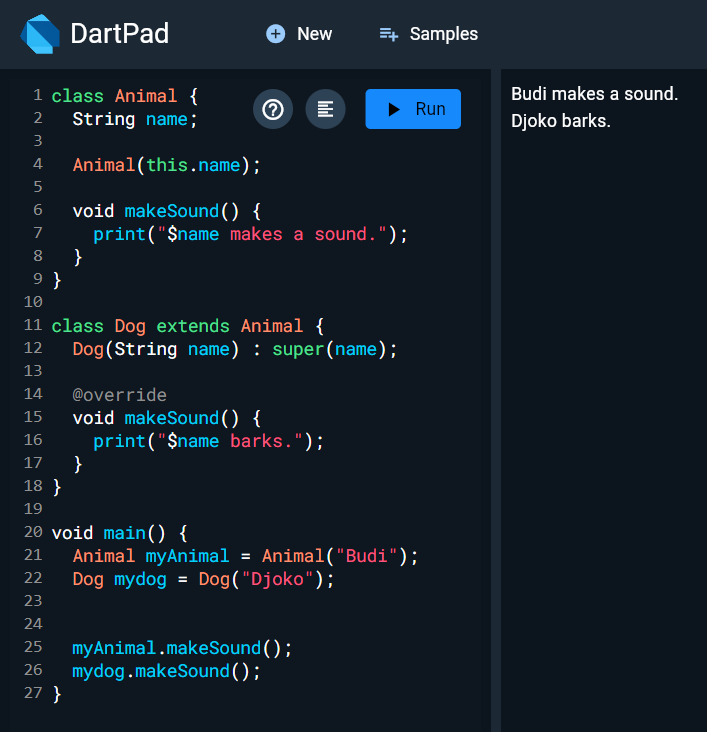 DartPad
New
Samples
1 class Animal {
2 String name;
3
4 Animal(this.name);
5
6 void makeSound() {
7 print("$name makes a sound.");
8 }
9 }
10
11 class Dog extends Animal {
12 Dog(String name) : super(name);
13
14 @override
15 void makeSound() {
16 print("$name barks.");
17 }
18 }
19
20 void main() {
21 Animal myAnimal = Animal("Budi");
22 Dog mydog = Dog("Djoko");
23
24
25 myAnimal.makeSound();
26 mydog.makeSound();
27 }
Run
Budi makes a sound.
Djoko barks.